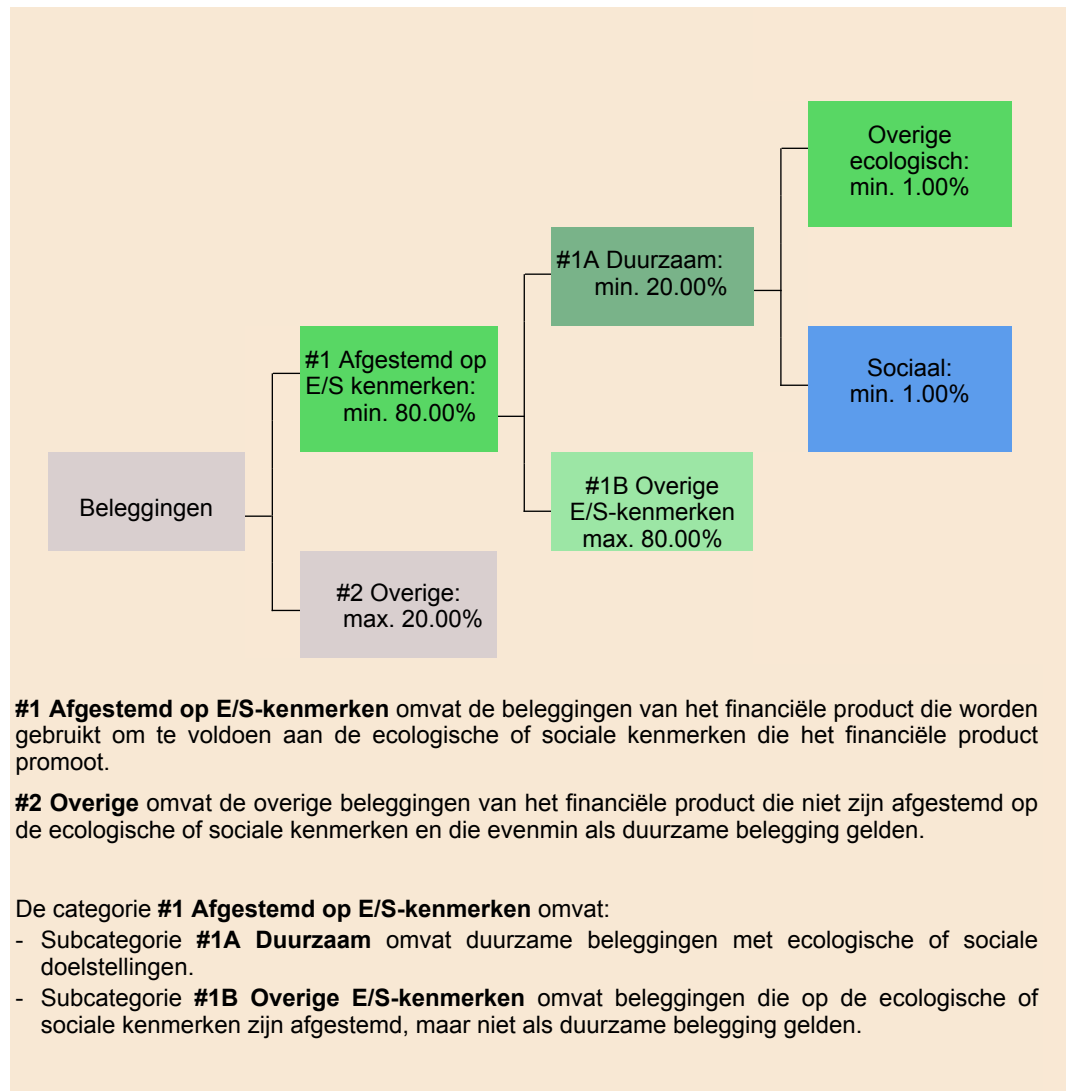 Overige
ecologisch:
min. 1.00%
#1A Duurzaam:
min. 20.00%
#1 Afgestemd op
E/S kenmerken:
min. 80.00%
Sociaal:
min. 1.00%
Beleggingen
#1B Overige
E/S-kenmerken
max. 80.00%
#2 Overige:
max. 20.00%
#1 Afgestemd op E/S-kenmerken omvat de beleggingen van het financiële product die worden
gebruikt om te voldoen aan de ecologische of sociale kenmerken die het financiële product
promoot.
#2 Overige omvat de overige beleggingen van het financiële product die niet zijn afgestemd op
de ecologische of sociale kenmerken en die evenmin als duurzame belegging gelden.
De categorie #1 Afgestemd op E/S-kenmerken omvat:
- Subcategorie #1A Duurzaam omvat duurzame beleggingen met ecologische of sociale
doelstellingen.
- Subcategorie #1B Overige E/S-kenmerken omvat beleggingen die op de ecologische of
sociale kenmerken zijn afgestemd, maar niet als duurzame belegging gelden.